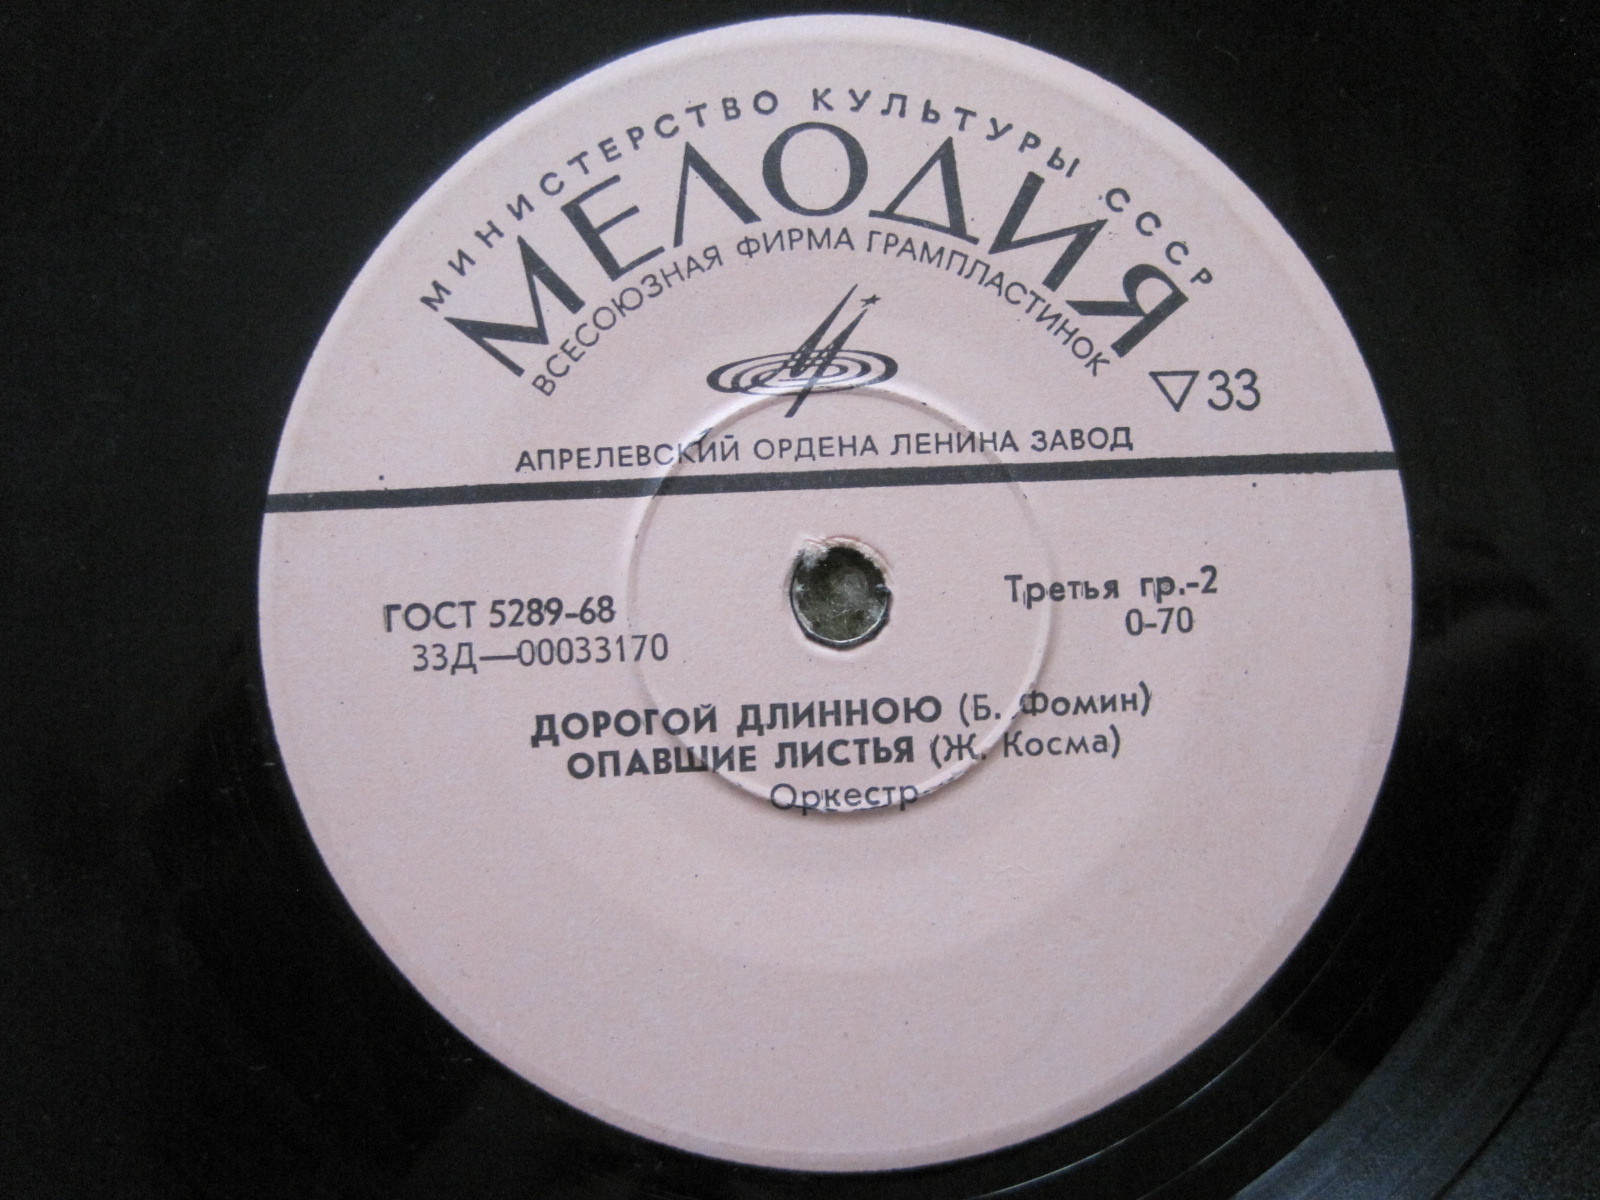 МИНИСТЕРСТВО КУЛЬТУРЫ СССР
МЕЛОДИЯ
ВСЕСОЮЗНАЯ ФИРМА ГРАМПЛАСТИНОК
▽33
АПРЕЛЕВСКИЙ ОРДЕНА ЛЕНИНА ЗАВОД
ГОСТ 5289-68
33Д—00033170
Третья гр.-2
0-70
ДОРОГОЙ ДЛИННОЮ (Б. Фомин)
ОПАВШИЕ ЛИСТЬЯ (Ж. Косма)
Оркестр